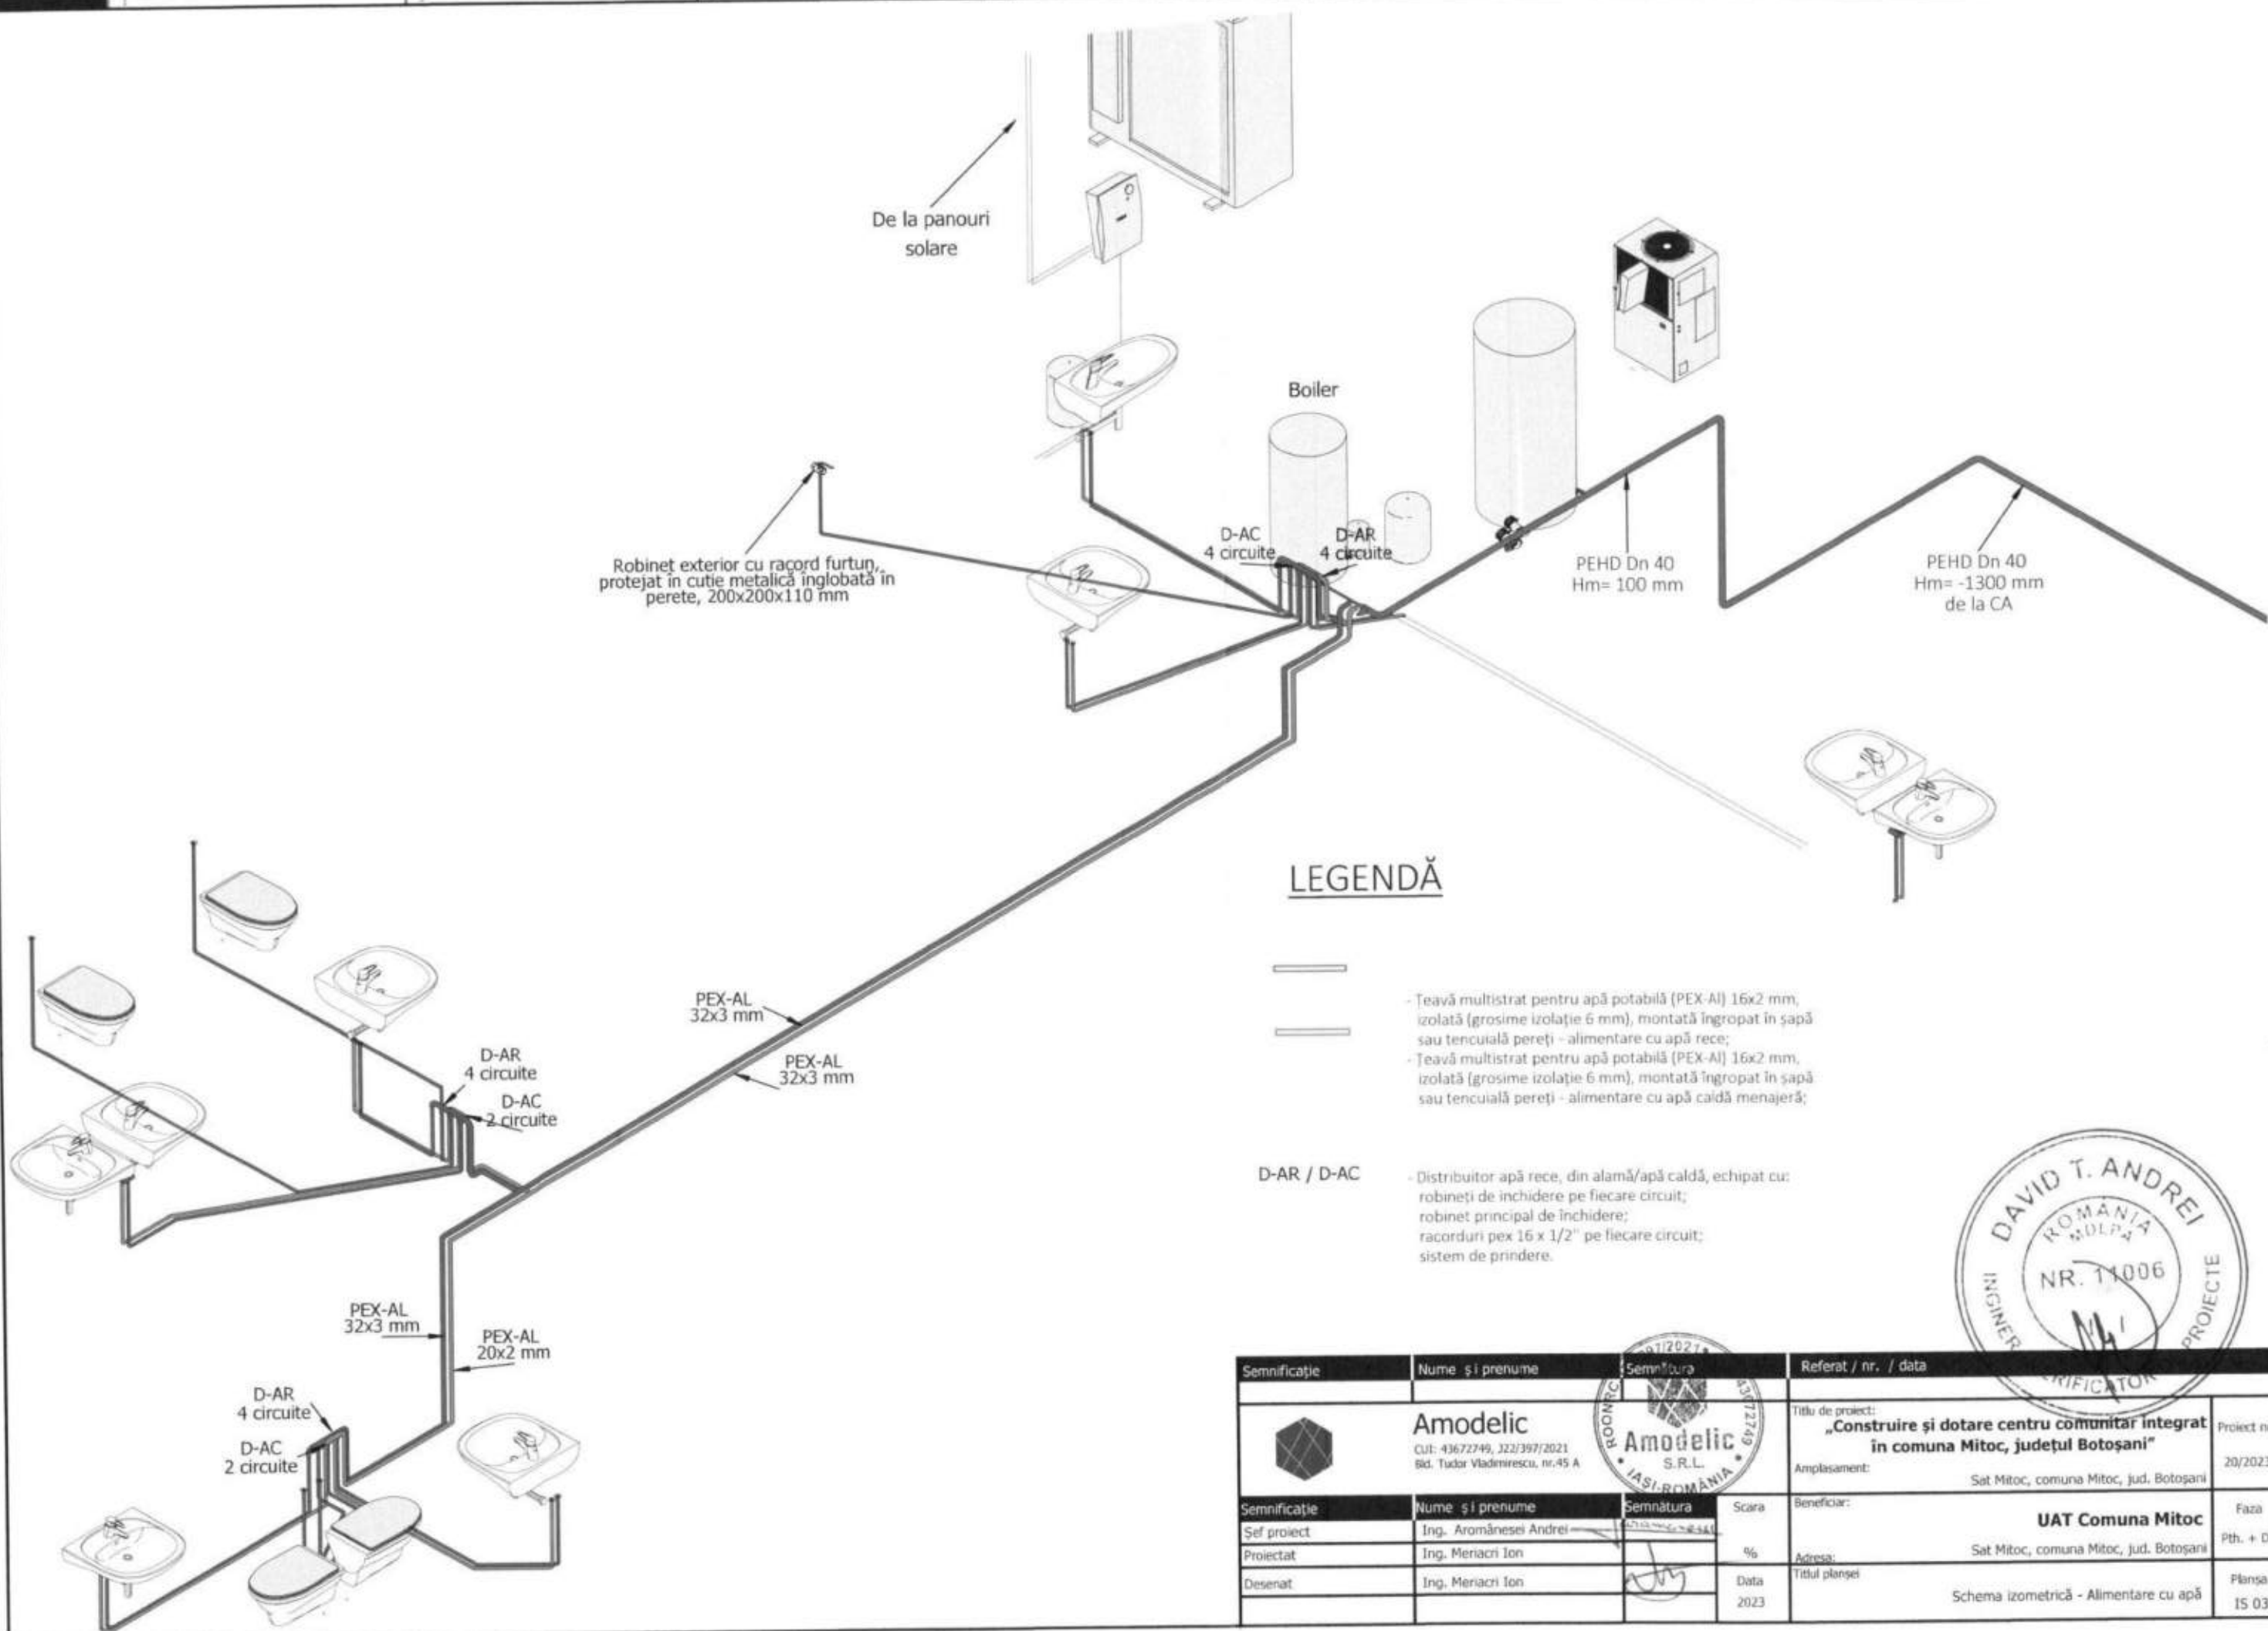 De la panouri
solare
Boiler
D-AC
4 circuite
D-AR
4 circuite
Robinet exterior cu racord furtun,
protejat în cutie metalică înglobată în
perete, 200x200x110 mm
PEHD Dn 40
Hm= 100 mm
PEHD Dn 40
Hm= -1300 mm
de la CA
PEX-AL
32x3 mm
PEX-AL
32x3 mm
D-AR
4 circuite
D-AC
2 circuite
PEX-AL
32x3 mm
PEX-AL
20x2 mm
D-AR
4 circuite
D-AC
2 circuite
LEGENDĂ
- Țeavă multistrat pentru apă potabilă (PEX-Al) 16x2 mm,
izolată (grosime izolație 6 mm), montată îngropat în șapă
sau tencuială pereți - alimentare cu apă rece;
- Țeavă multistrat pentru apă potabilă (PEX-Al) 16x2 mm,
izolată (grosime izolație 6 mm), montată îngropat în șapă
sau tencuială pereți - alimentare cu apă caldă menajeră;
D-AR / D-AC
- Distribuitor apă rece, din alamă/apă caldă, echipat cu:
robineți de inchidere pe fiecare circuit;
robinet principal de închidere;
racorduri pex 16 x 1/2" pe fiecare circuit;
sistem de prindere.
DAVID T. ANDREI
ROMÂNIA
MDLPA
NR. 11006
INGINER
PROIECTE
Semnificație Nume și prenume Semnătura Referat / nr. / data
Amodelic
CUI: 43672749, J22/397/2021
Bld. Tudor Vladimirescu, nr.45 A
Amodelic
S.R.L.
IAȘI-ROMÂNIA
Titlu de proiect:
„Construire și dotare centru comunitar integrat
în comuna Mitoc, județul Botoșani”
Amplasament:
Sat Mitoc, comuna Mitoc, jud. Botoșani
20/2023
Semnificație Nume și prenume Semnătura Scara
Șef proiect Ing. Aromânesei Andrei
Proiectat Ing. Meriacri Ion %
Desenat Ing. Meriacri Ion Data
2023
Beneficiar:
UAT Comuna Mitoc
Adresa:
Sat Mitoc, comuna Mitoc, jud. Botoșani
Faza
Pth. + D
Titlul planșei
Schema izometrică - Alimentare cu apă
Planșa
IS 03